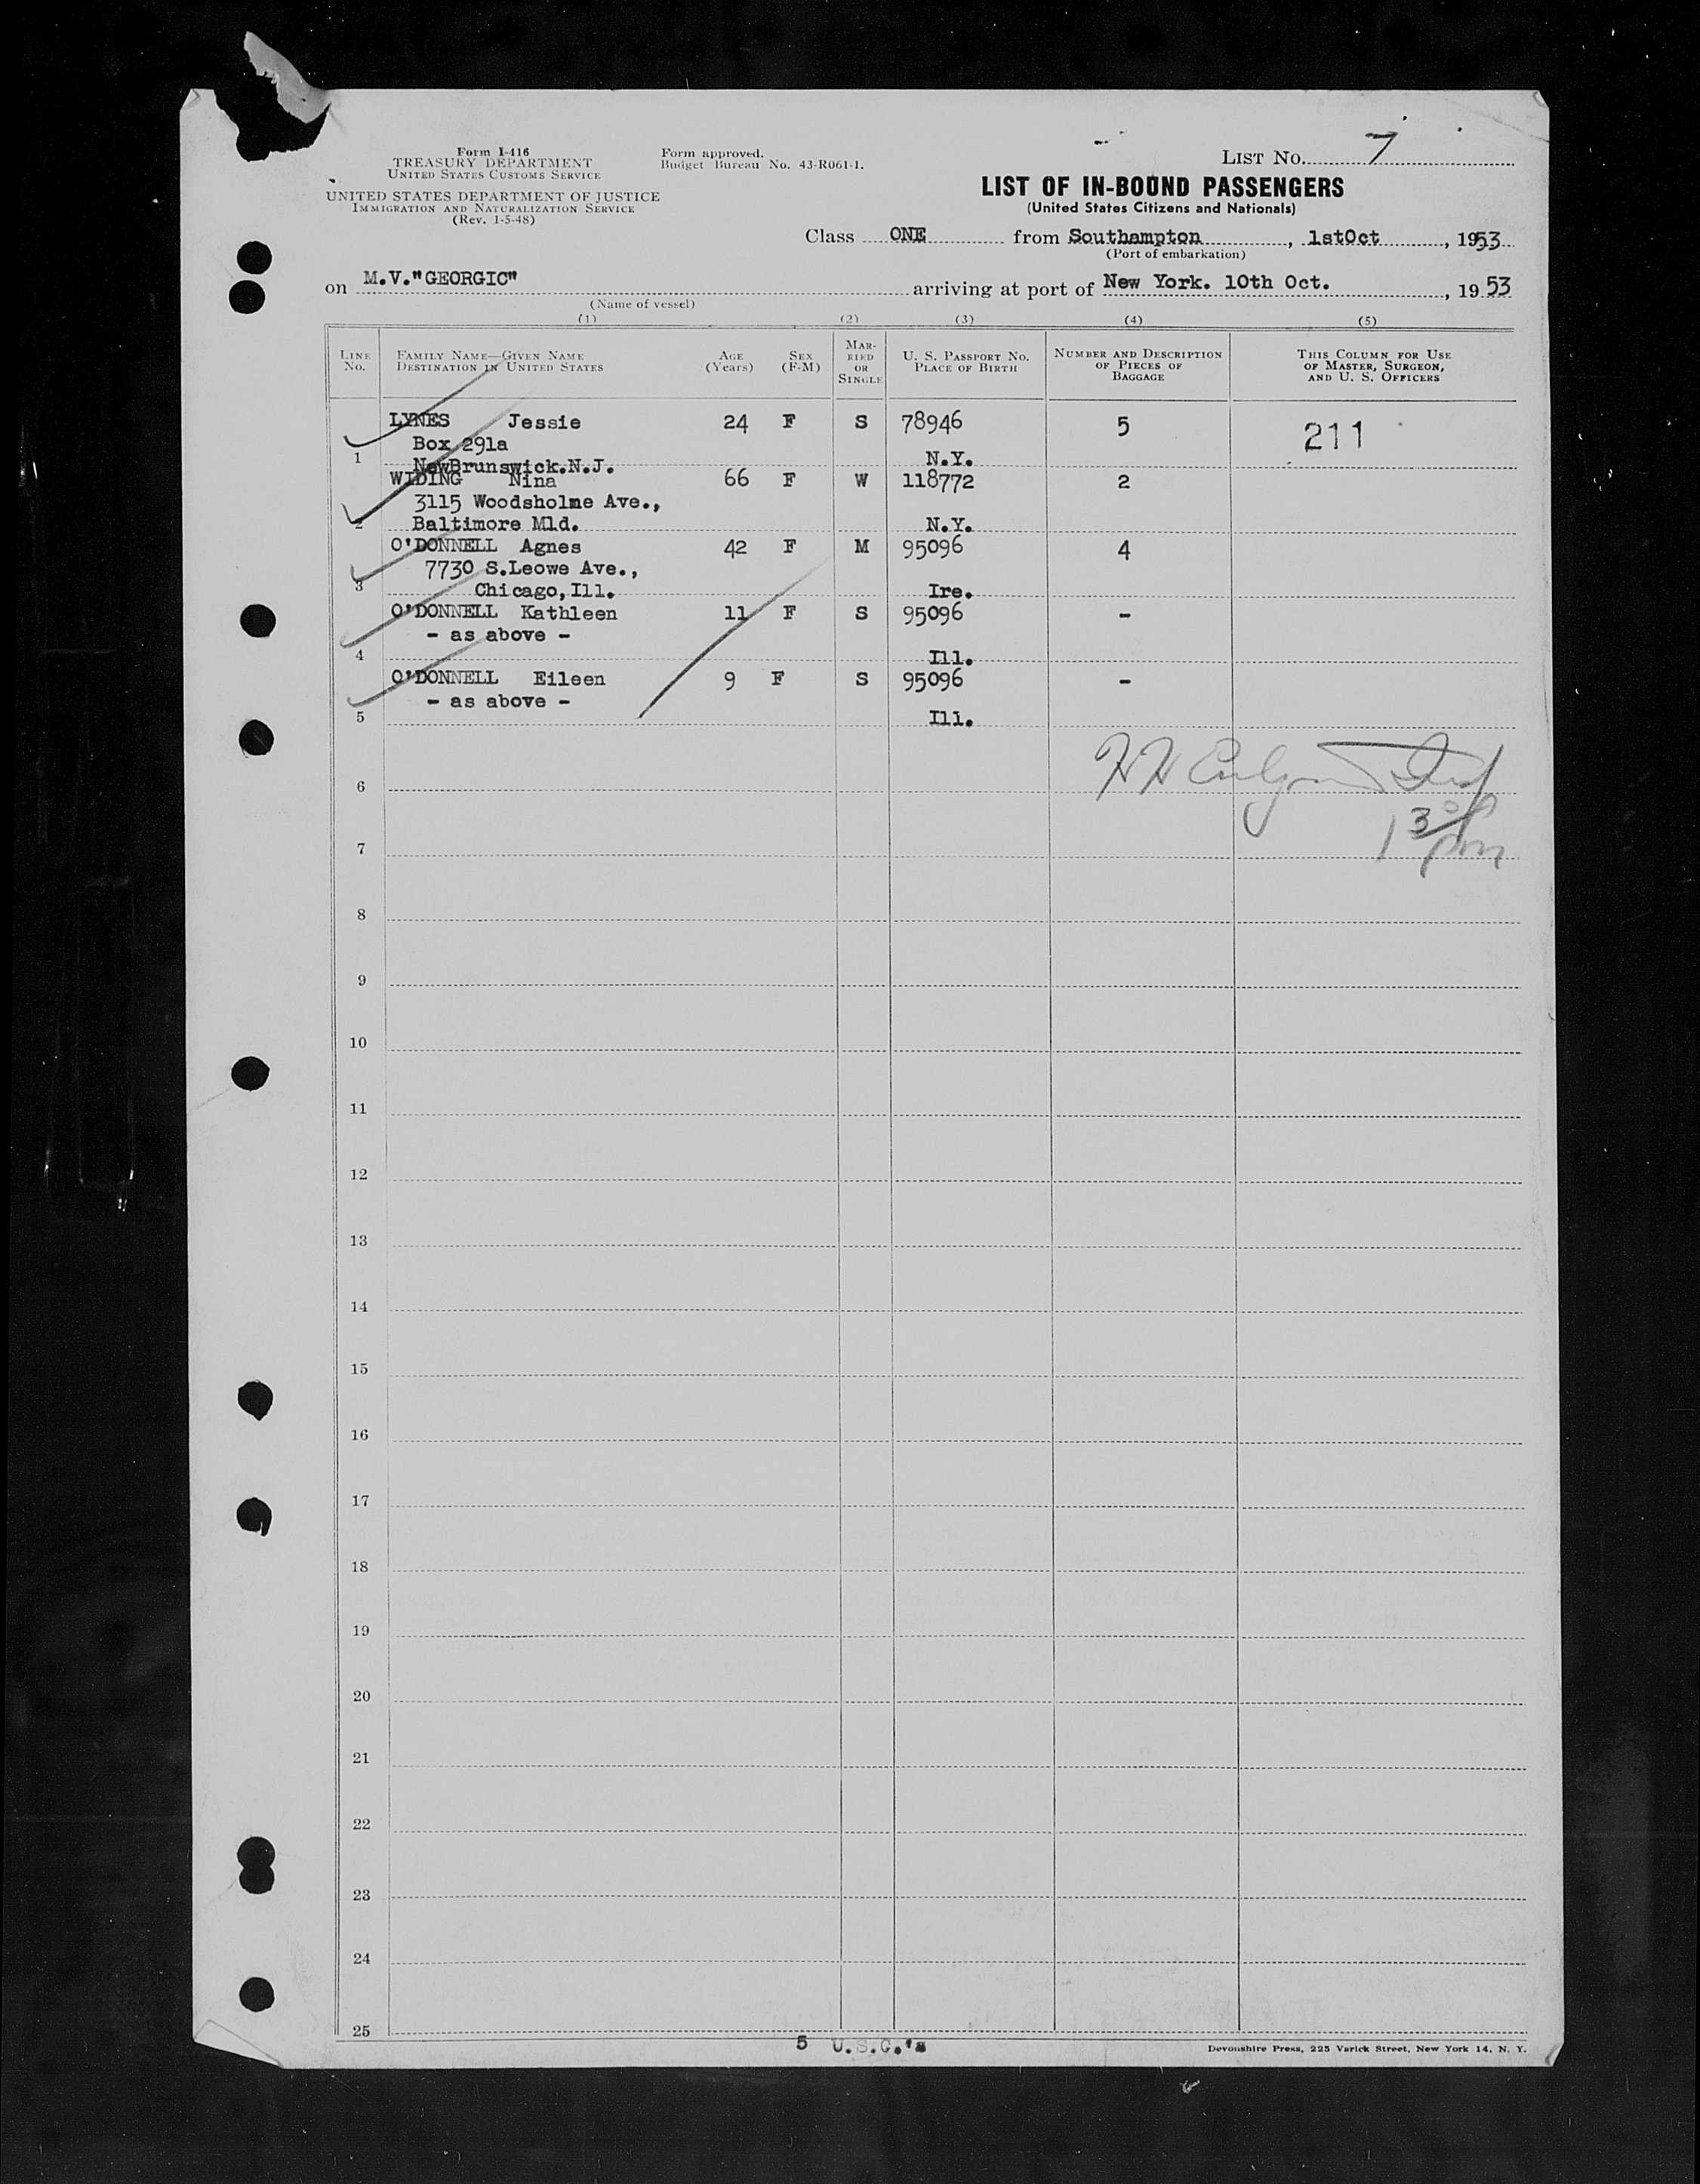 Form I-416
TREASURY DEPARTMENT
UNITED STATES CUSTOMS SERVICE
UNITED STATES DEPARTMENT OF JUSTICE
IMMIGRATION AND NATURALIZATION SERVICE
(Rev. 1-5-48)
Form approved.
Budget Bureau No. 43-R061-1.
LIST No. 7
LIST OF IN-BOUND PASSENGERS
(United States Citizens and Nationals)
Class ONE from Southampton, 1stOct, 1953
(Port of embarkation)
on M.V."GEORGIC" arriving at port of New York. 10th Oct., 1953
(Name of vessel)
(1) (2) (3) (4) (5)
LINE No. FAMILY NAME—GIVEN NAME DESTINATION IN UNITED STATES AGE (Years) SEX (F-M) MARRIED OR SINGLE U. S. PASSPORT NO. PLACE OF BIRTH NUMBER AND DESCRIPTION OF PIECES OF BAGGAGE THIS COLUMN FOR USE OF MASTER, SURGEON, AND U. S. OFFICERS
LYNES Jessie 24 F S 78946 5 211
Box 291a
1 NewBrunswick.N.J. N.Y.
WIDING Nina 66 F W 118772 2
3115 Woodsholme Ave.,
2 Baltimore Mld. N.Y.
O'DONNELL Agnes 42 F M 95096 4
7730 S.Leowe Ave.,
3 Chicago,Ill. Ire.
O'DONNELL Kathleen 11 F S 95096 -
- as above -
4 Ill.
O'DONNELL Eileen 9 F S 95096 -
- as above -
5 Ill.
6
1 30 pm
7
8
9
10
11
12
13
14
15
16
17
18
19
20
21
22
23
24
25
5 U.S.C.'s
Devonshire Press, 225 Varick Street, New York 14, N. Y.